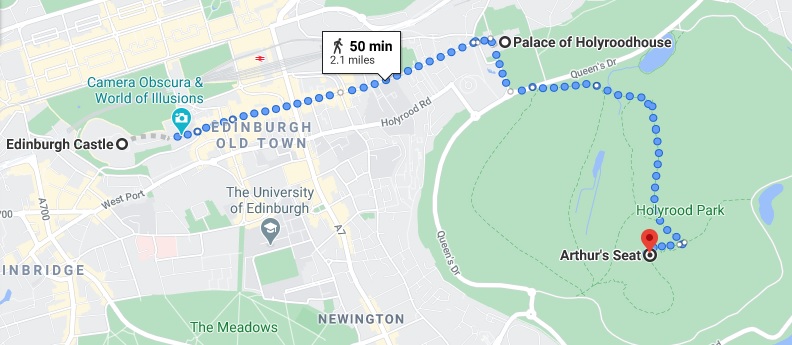 50 min
2.1 miles
Palace of Holyroodhouse
Queen's Dr
Camera Obscura &
World of Illusions
Holyrood Rd
EDINBURGH
OLD TOWN
Edinburgh Castle
West Port
The University
of Edinburgh
A700
700
A7
Queen's Dr
Holyrood Park
Arthur's Seat
INBRIDGE
The Meadows
NEWINGTON
Rd